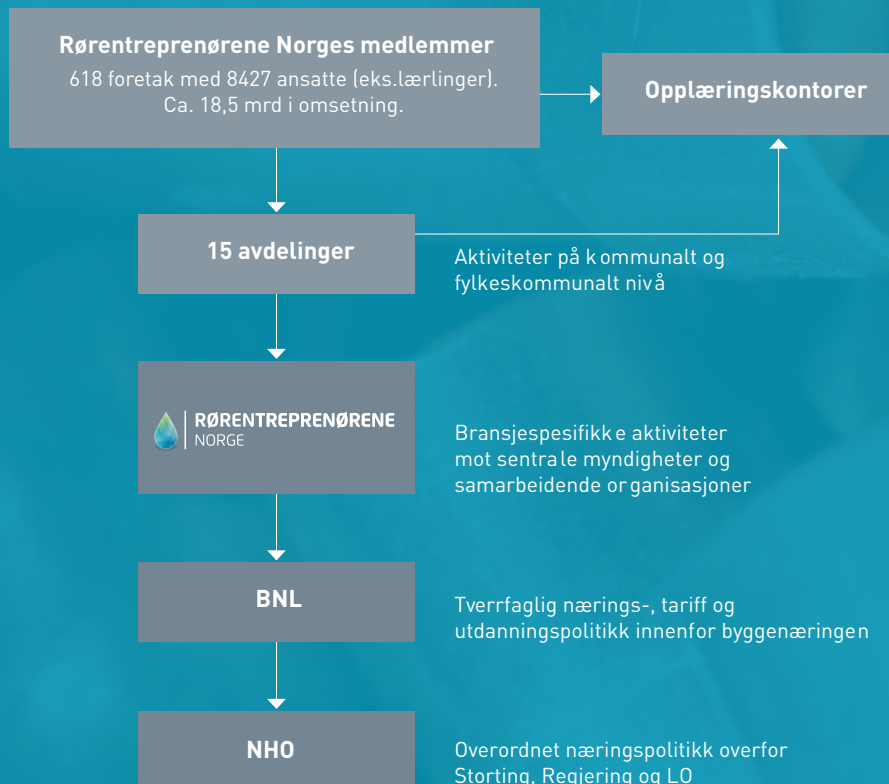 Rørentreprenørene Norges medlemmer
618 foretak med 8427 ansatte (eks.lærlinger).
Ca. 18,5 mrd i omsetning.
Opplæringskontorer
15 avdelinger
Aktiviteter på kommunalt og
fylkeskommunalt nivå
RØRENTREPRENØRENE
NORGE
Bransjespesifikke aktiviteter
mot sentrale myndigheter og
samarbeidende organisasjoner
BNL
Tverrfaglig nærings-, tariff og
utdanningspolitikk innenfor byggenæringen
NHO
Overordnet næringspolitikk overfor
Storting, Regjering og LO